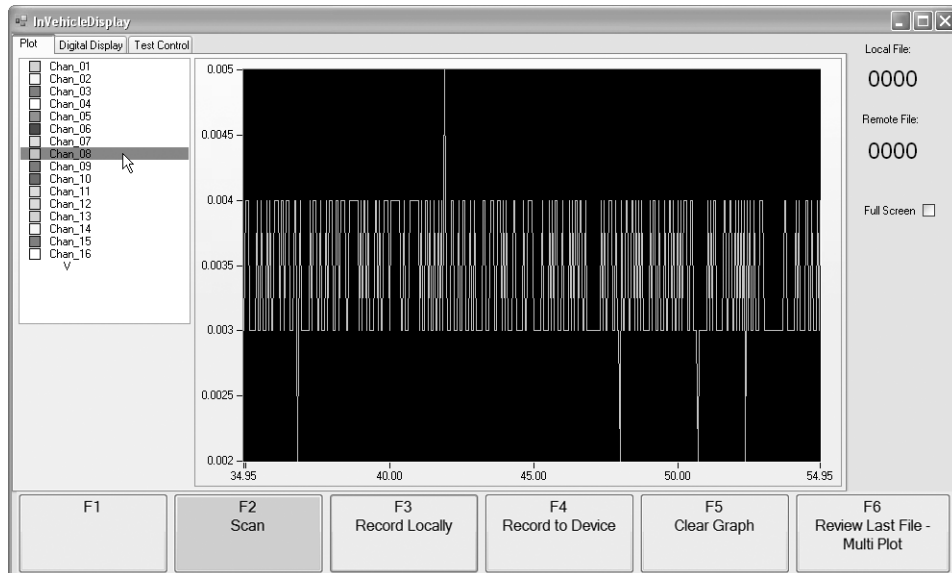 InVehicleDisplay
Plot Digital Display Test Control
Chan_01
Chan_02
Chan_03
Chan_04
Chan_05
Chan_06
Chan_07
Chan_08
Chan_09
Chan_10
Chan_11
Chan_12
Chan_13
Chan_14
Chan_15
Chan_16
V
0.005
0.0045
0.004
0.0035
0.003
0.0025
0.002
34.95 40.00 45.00 50.00 54.95
Local File:
0000
Remote File:
0000
Full Screen
F1
F2
Scan
F3
Record Locally
F4
Record to Device
F5
Clear Graph
F6
Review Last File -
Multi Plot